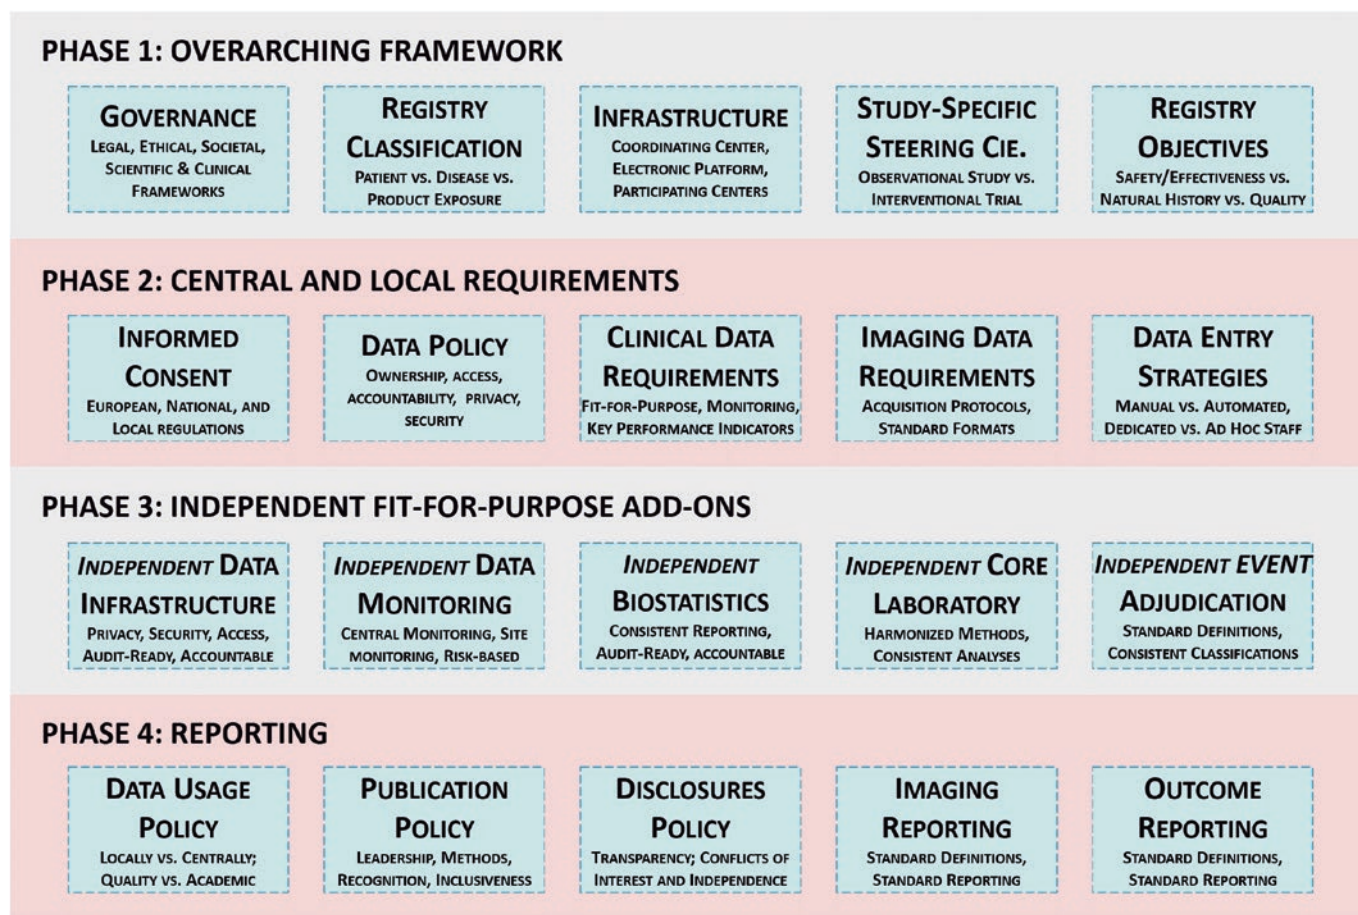 PHASE 1: OVERARCHING FRAMEWORK
GOVERNANCE
LEGAL, ETHICAL, SOCIETAL,
SCIENTIFIC & CLINICAL
FRAMEWORKS
REGISTRY
CLASSIFICATION
PATIENT VS. DISEASE VS.
PRODUCT EXPOSURE
INFRASTRUCTURE
COORDINATING CENTER,
ELECTRONIC PLATFORM,
PARTICIPATING CENTERS
STUDY-SPECIFIC
STEERING CIE.
OBSERVATIONAL STUDY VS.
INTERVENTIONAL TRIAL
REGISTRY
OBJECTIVES
SAFETY/EFFECTIVENESS VS.
NATURAL HISTORY VS. QUALITY
PHASE 2: CENTRAL AND LOCAL REQUIREMENTS
INFORMED
CONSENT
EUROPEAN, NATIONAL, AND
LOCAL REGULATIONS
DATA POLICY
OWNERSHIP, ACCESS,
ACCOUNTABILITY, PRIVACY,
SECURITY
CLINICAL DATA
REQUIREMENTS
FIT-FOR-PURPOSE, MONITORING,
KEY PERFORMANCE INDICATORS
IMAGING DATA
REQUIREMENTS
ACQUISITION PROTOCOLS,
STANDARD FORMATS
DATA ENTRY
STRATEGIES
MANUAL VS. AUTOMATED,
DEDICATED VS. AD HOC STAFF
PHASE 3: INDEPENDENT FIT-FOR-PURPOSE ADD-ONS
INDEPENDENT DATA
INFRASTRUCTURE
PRIVACY, SECURITY, ACCESS,
AUDIT-READY, ACCOUNTABLE
INDEPENDENT DATA
MONITORING
CENTRAL MONITORING, SITE
MONITORING, RISK-BASED
INDEPENDENT
BIOSTATISTICS
CONSISTENT REPORTING,
AUDIT-READY, ACCOUNTABLE
INDEPENDENT CORE
LABORATORY
HARMONIZED METHODS,
CONSISTENT ANALYSES
INDEPENDENT EVENT
ADJUDICATION
STANDARD DEFINITIONS,
CONSISTENT CLASSIFICATIONS
PHASE 4: REPORTING
DATA USAGE
POLICY
LOCALLY VS. CENTRALLY;
QUALITY VS. ACADEMIC
PUBLICATION
POLICY
LEADERSHIP, METHODS,
RECOGNITION, INCLUSIVENESS
DISCLOSURES
POLICY
TRANSPARENCY; CONFLICTS OF
INTEREST AND INDEPENDENCE
IMAGING
REPORTING
STANDARD DEFINITIONS,
STANDARD REPORTING
OUTCOME
REPORTING
STANDARD DEFINITIONS,
STANDARD REPORTING